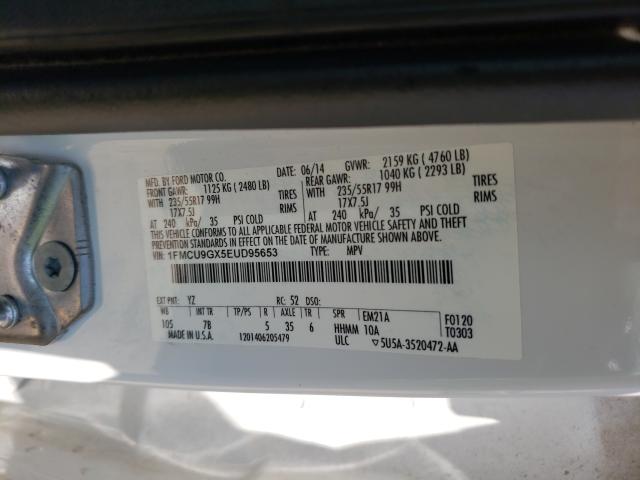 MFD. BY FORD MOTOR CO. DATE: 06/14 GVWR: 2159 KG ( 4760 LB)
FRONT GAWR: 1125 KG ( 2480 LB) REAR GAWR: 1040 KG ( 2293 LB)
WITH 235/55R17 99H TIRES WITH 235/55R17 99H TIRES
17X7.5J RIMS 17X7.5J RIMS
AT 240 kPa/ 35 PSI COLD AT 240 kPa/ 35 PSI COLD
THIS VEHICLE CONFORMS TO ALL APPLICABLE FEDERAL MOTOR VEHICLE SAFETY AND THEFT
PREVENTION STANDARDS IN EFFECT ON THE DATE OF MANUFACTURE SHOWN ABOVE.
VIN: 1FMCU9GX5EUD95653 TYPE: MPV
EXT PNT: YZ RC: 52 DSO:
WB INT TR TP/PS R AXLE TR SPR EM21A F0120
105 7B 5 35 6 HHMM 10A T0303
MADE IN U.S.A. 1201406205479 ULC 5U5A-3520472-AA